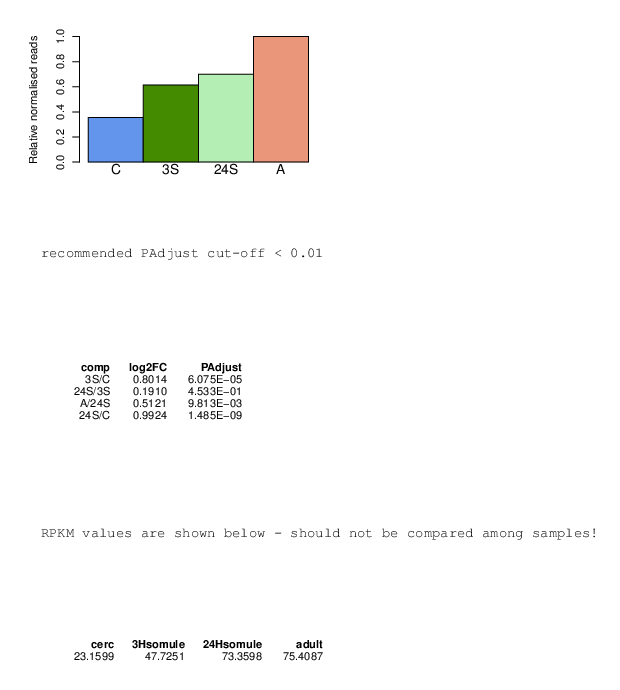 Relative normalised reads
1.0
0.8
0.6
0.4
0.2
0.0
C 3S 24S A
recommended PAdjust cut-off < 0.01
comp log2FC PAdjust
3S/C 0.8014 6.075E−05
24S/3S 0.1910 4.533E−01
A/24S 0.5121 9.813E−03
24S/C 0.9924 1.485E−09
RPKM values are shown below - should not be compared among samples!
cerc 3Hsomule 24Hsomule adult
23.1599 47.7251 73.3598 75.4087